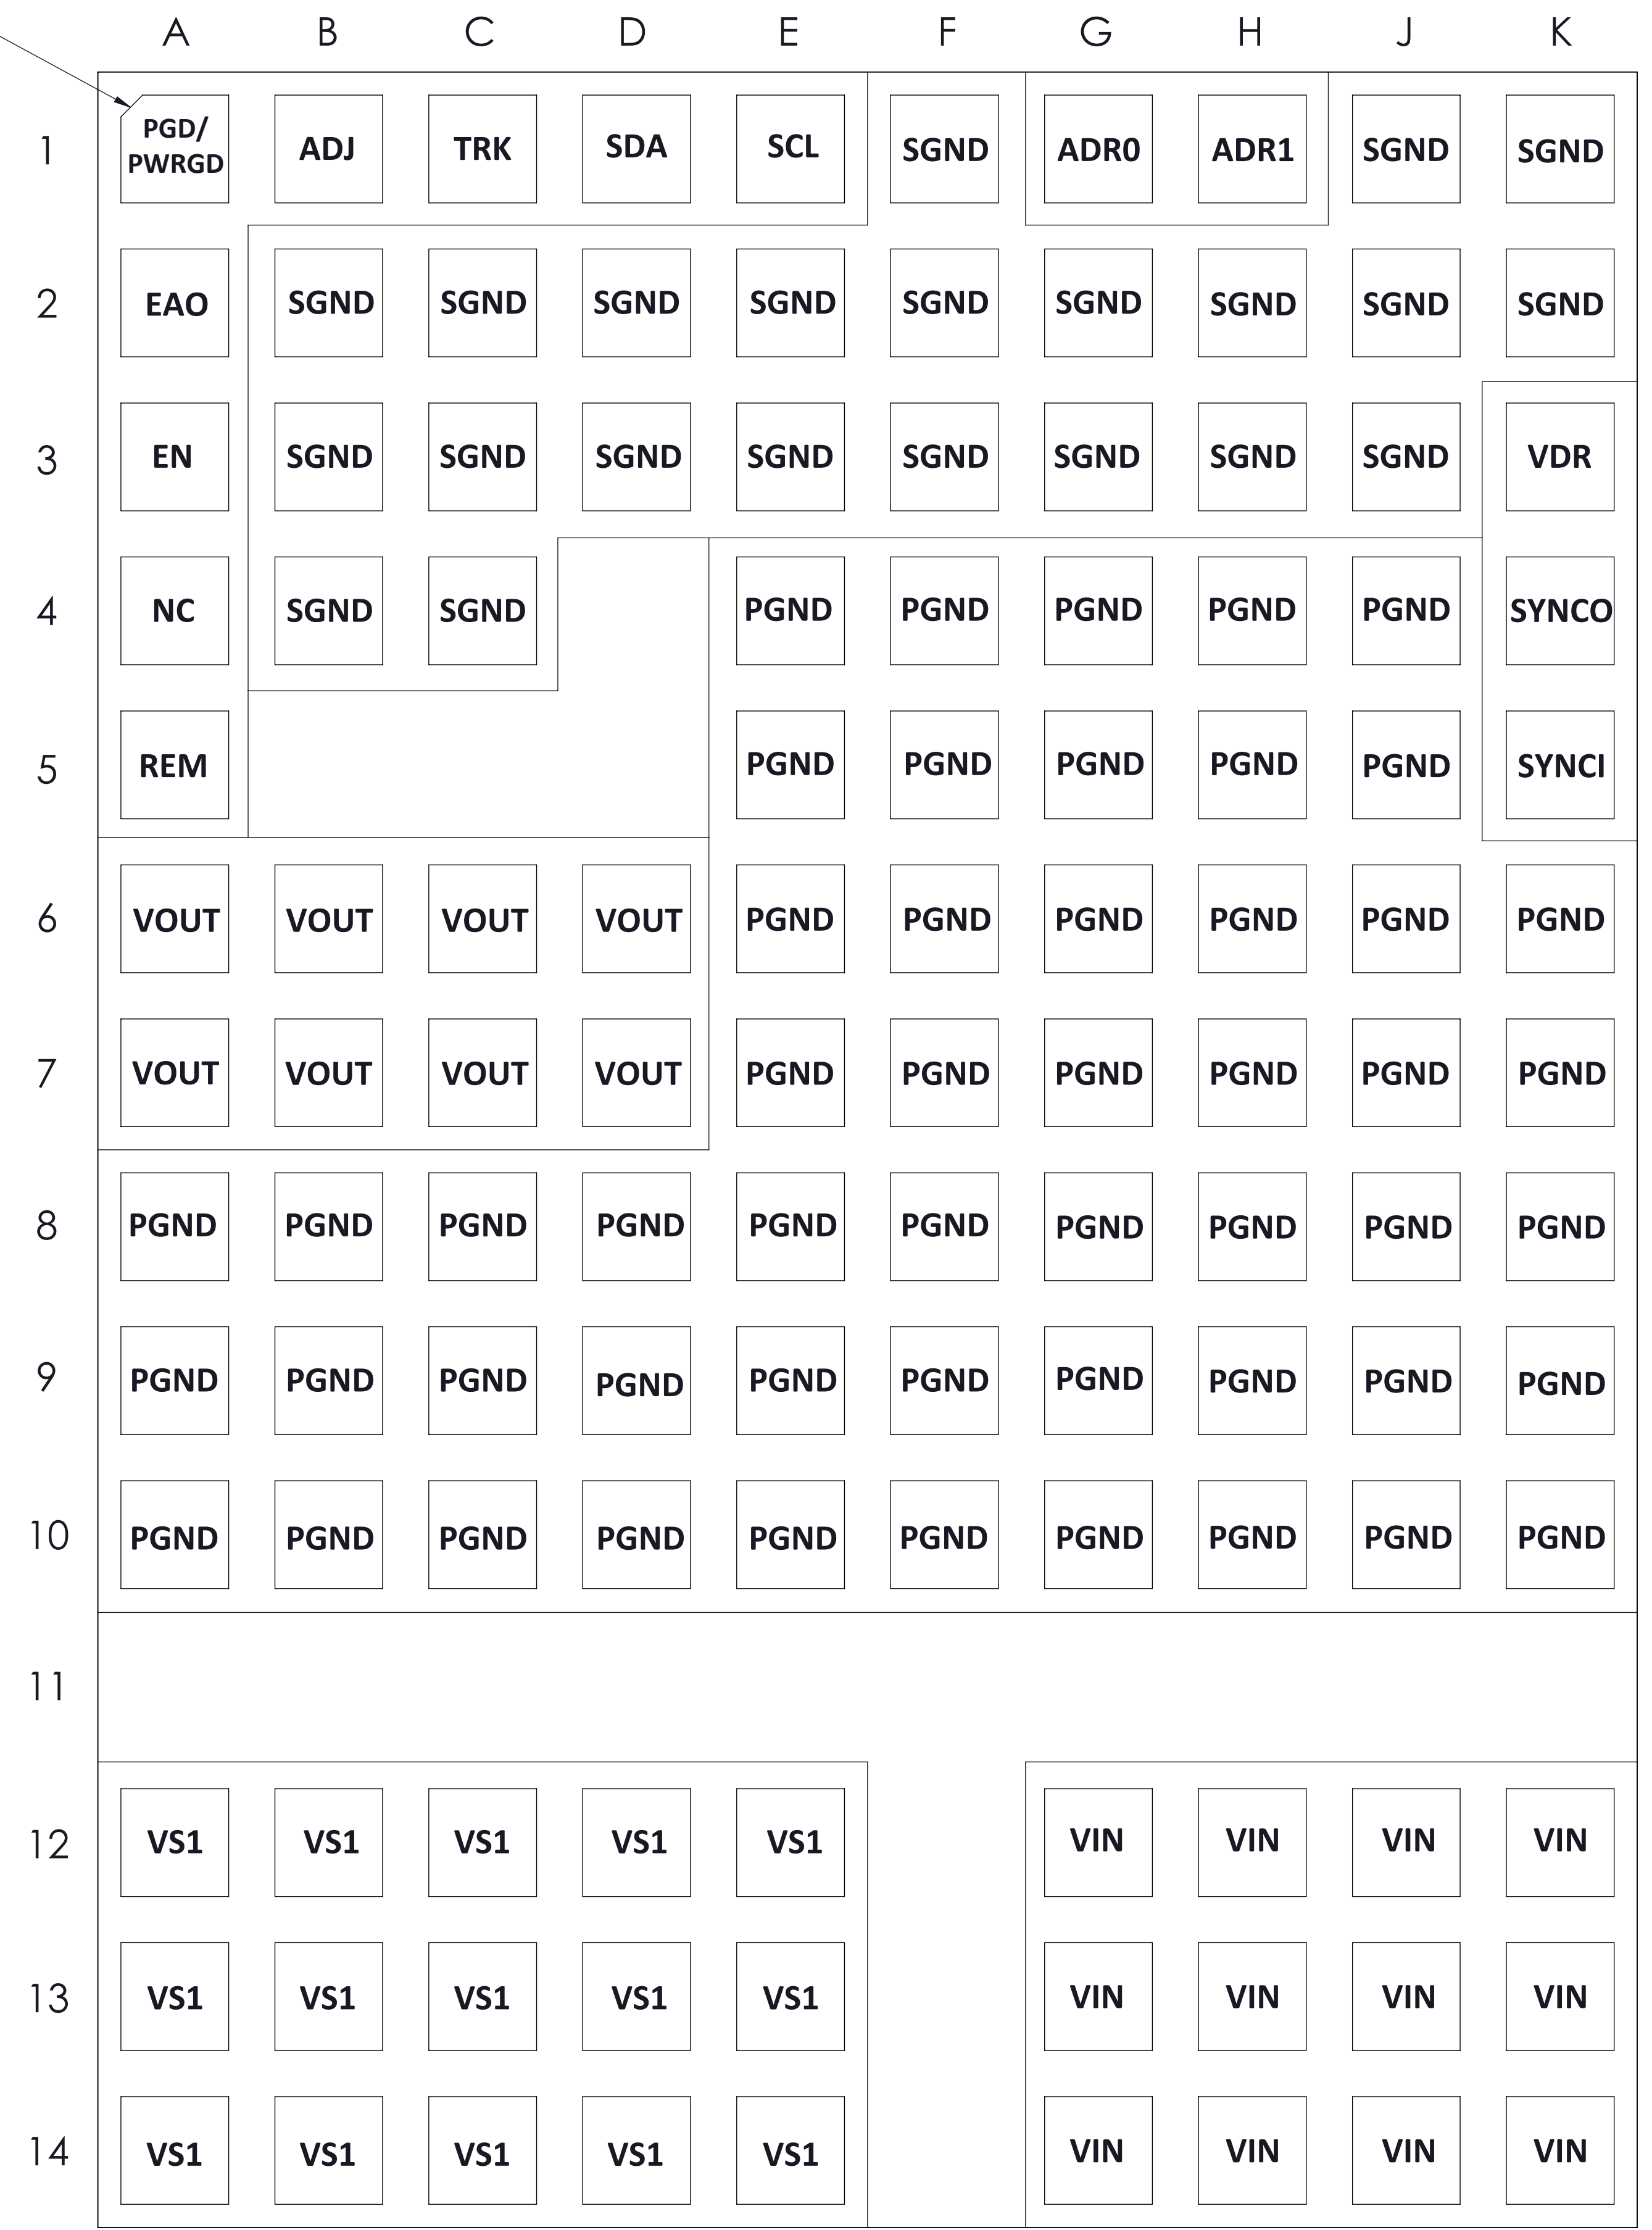 A B C D E F G H J K
1 PGD/ PWRGD ADJ TRK SDA SCL SGND ADR0 ADR1 SGND SGND
2 EAO SGND SGND SGND SGND SGND SGND SGND SGND SGND
3 EN SGND SGND SGND SGND SGND SGND SGND SGND VDR
4 NC SGND SGND PGND PGND PGND PGND PGND SYNCO
5 REM PGND PGND PGND PGND PGND SYNCI
6 VOUT VOUT VOUT VOUT PGND PGND PGND PGND PGND PGND
7 VOUT VOUT VOUT VOUT PGND PGND PGND PGND PGND PGND
8 PGND PGND PGND PGND PGND PGND PGND PGND PGND PGND
9 PGND PGND PGND PGND PGND PGND PGND PGND PGND PGND
10 PGND PGND PGND PGND PGND PGND PGND PGND PGND PGND
11
12 VS1 VS1 VS1 VS1 VS1 VIN VIN VIN VIN
13 VS1 VS1 VS1 VS1 VS1 VIN VIN VIN VIN
14 VS1 VS1 VS1 VS1 VS1 VIN VIN VIN VIN